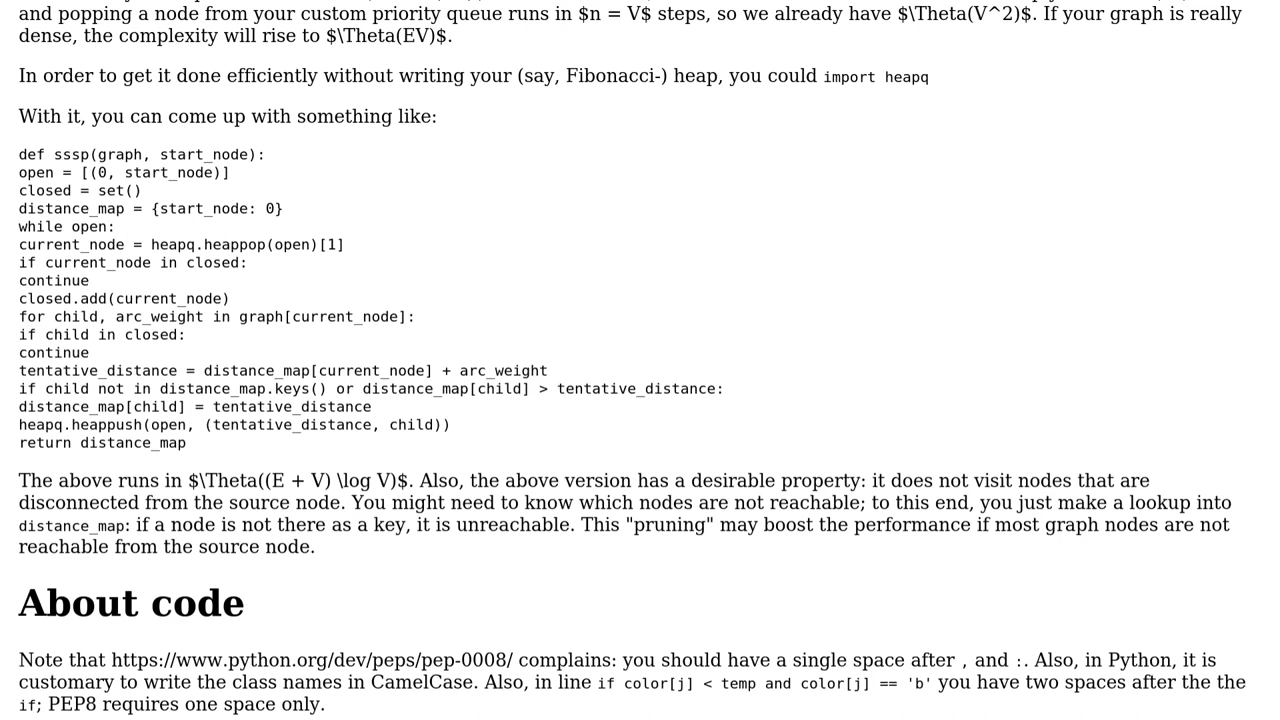 and popping a node from your custom priority queue runs in $n = V$ steps, so we already have $\Theta(V^2)$. If your graph is really
dense, the complexity will rise to $\Theta(EV)$.
In order to get it done efficiently without writing your (say, Fibonacci-) heap, you could import heapq
With it, you can come up with something like:
def sssp(graph, start_node):
open = [(0, start_node)]
closed = set()
distance_map = {start_node: 0}
while open:
current_node = heapq.heappop(open)[1]
if current_node in closed:
continue
closed.add(current_node)
for child, arc_weight in graph[current_node]:
if child in closed:
continue
tentative_distance = distance_map[current_node] + arc_weight
if child not in distance_map.keys() or distance_map[child] > tentative_distance:
distance_map[child] = tentative_distance
heapq.heappush(open, (tentative_distance, child))
return distance_map
The above runs in $\Theta((E + V) \log V)$. Also, the above version has a desirable property: it does not visit nodes that are
disconnected from the source node. You might need to know which nodes are not reachable; to this end, you just make a lookup into
distance_map: if a node is not there as a key, it is unreachable. This "pruning" may boost the performance if most graph nodes are not
reachable from the source node.
About code
Note that https://www.python.org/dev/peps/pep-0008/ complains: you should have a single space after , and :. Also, in Python, it is
customary to write the class names in CamelCase. Also, in line if color[j] < temp and color[j] == 'b' you have two spaces after the the
if; PEP8 requires one space only.